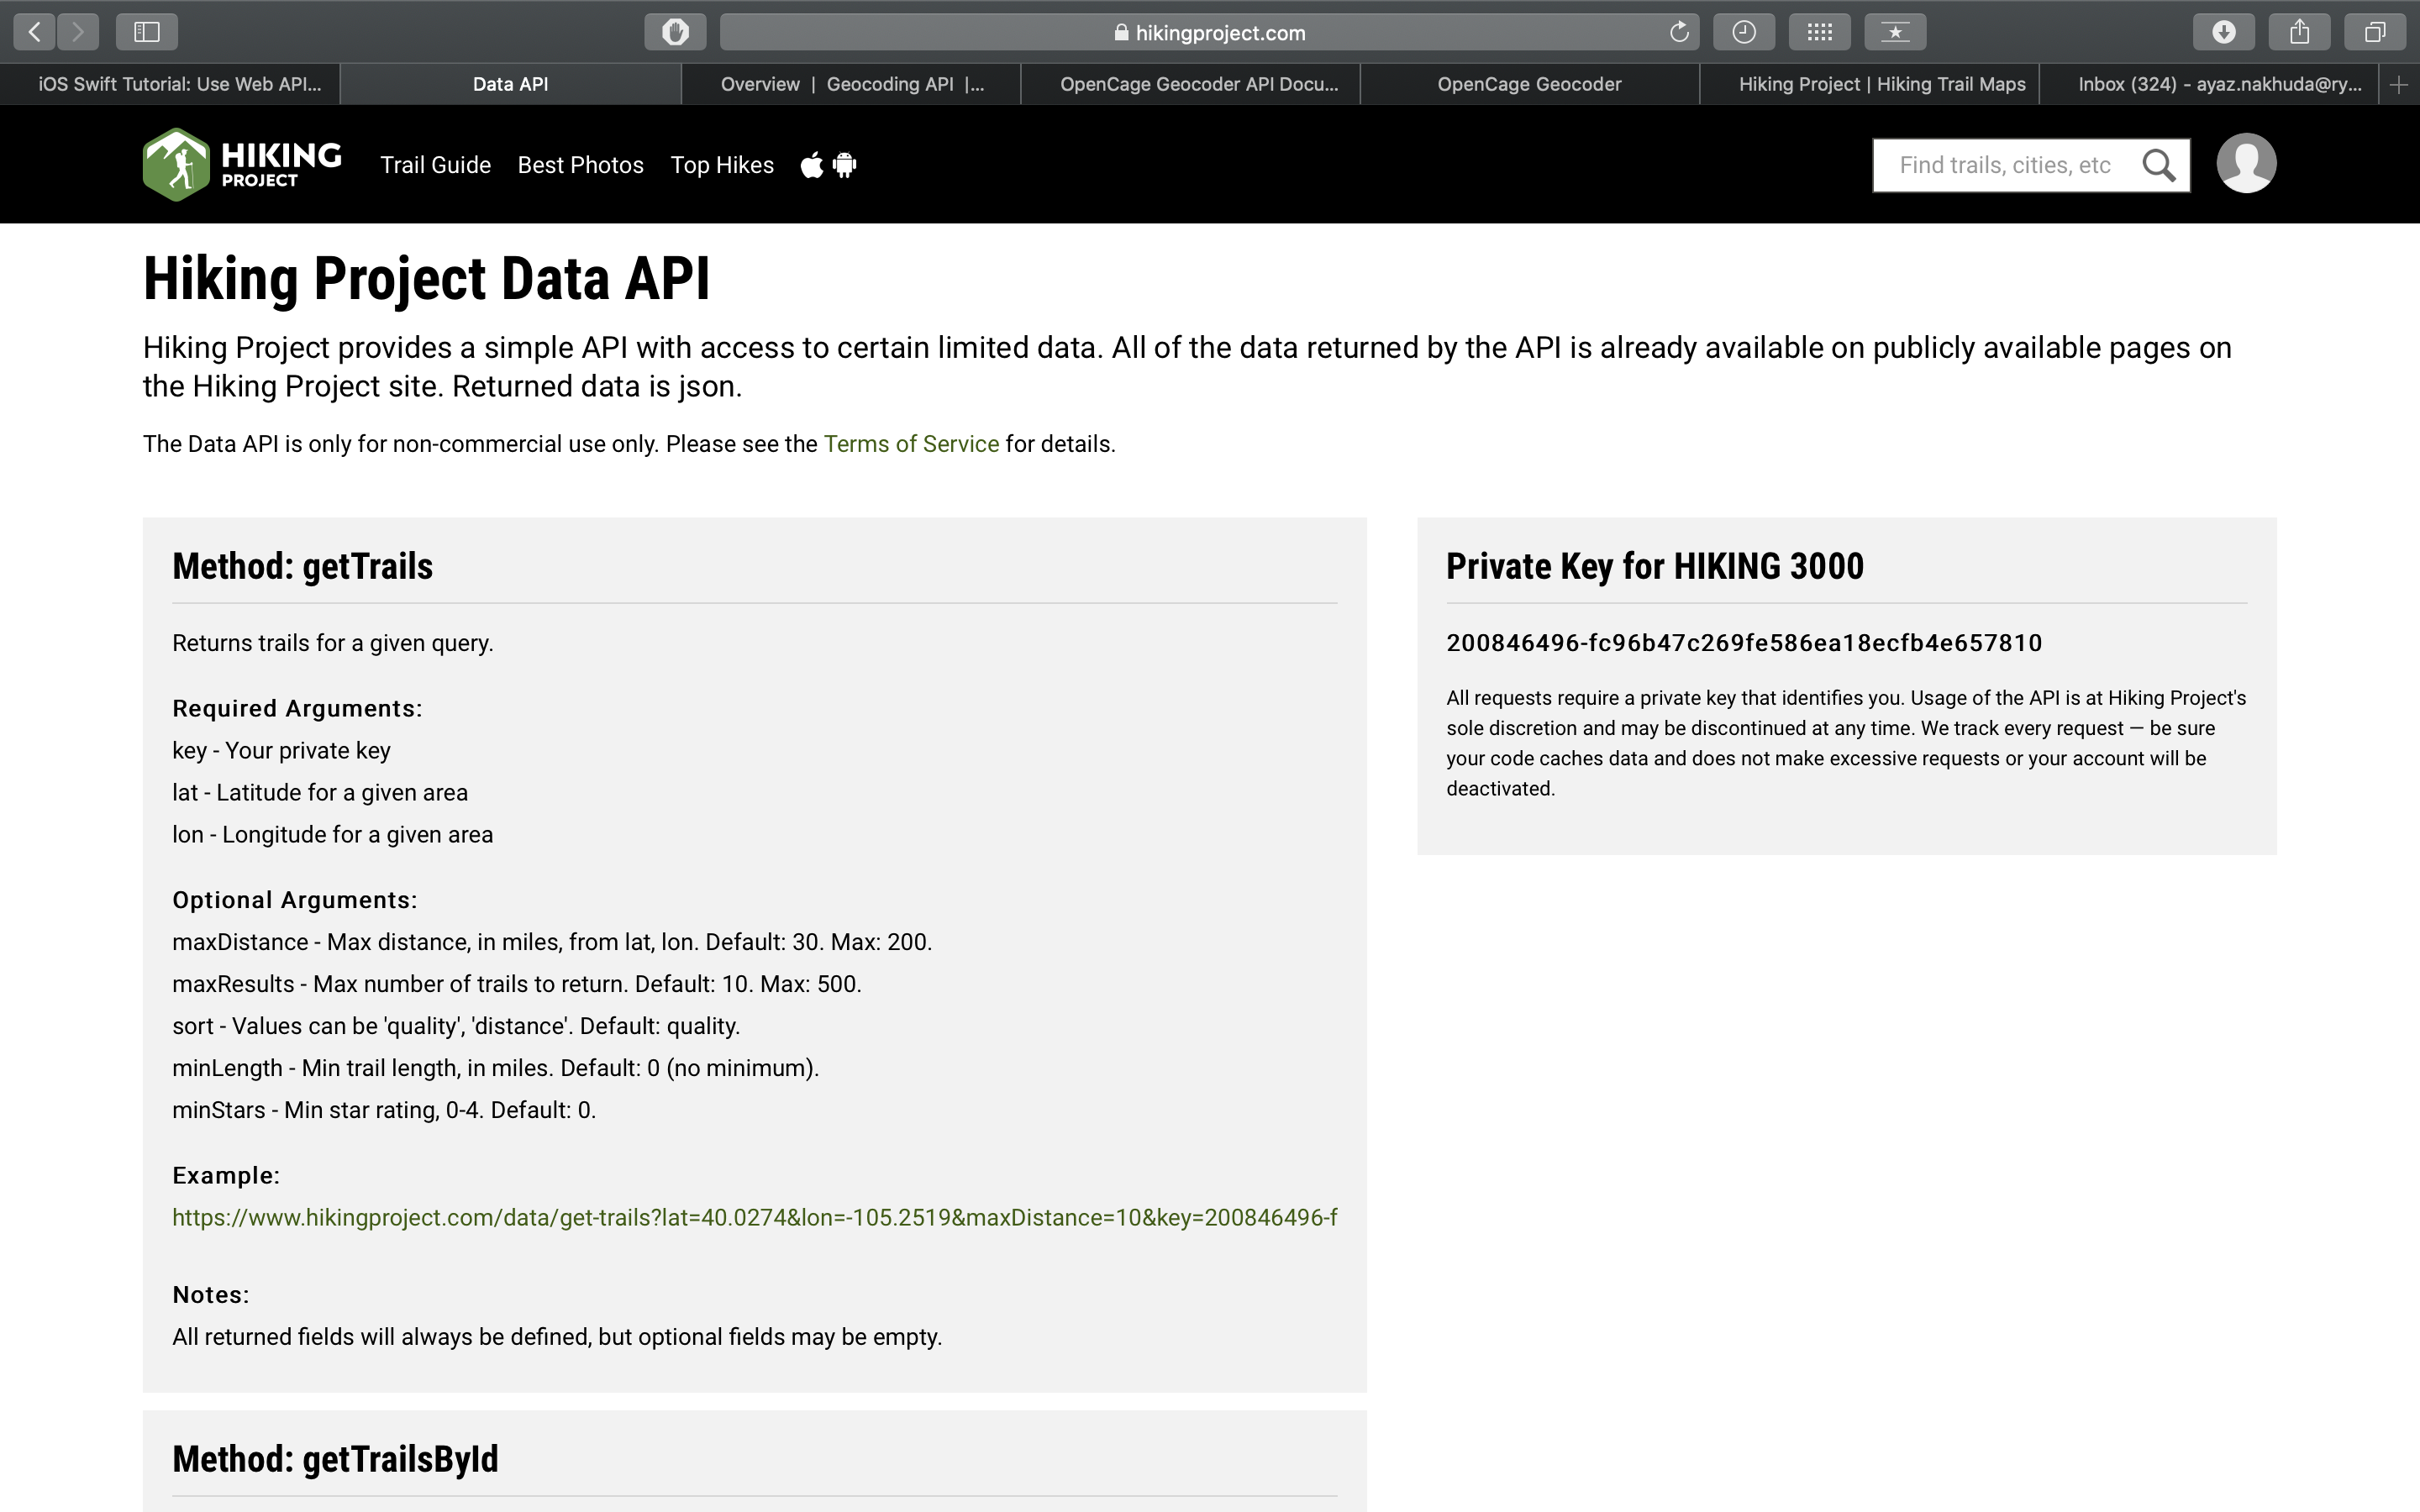 hikingproject.com
iOS Swift Tutorial: Use Web API...
Data API
Overview | Geocoding API |...
OpenCage Geocoder API Docu...
OpenCage Geocoder
Hiking Project | Hiking Trail Maps
Inbox (324) - ayaz.nakhuda@ry...
HIKING
PROJECT
Trail Guide
Best Photos
Top Hikes
Find trails, cities, etc
Hiking Project Data API
Hiking Project provides a simple API with access to certain limited data. All of the data returned by the API is already available on publicly available pages on
the Hiking Project site. Returned data is json.
The Data API is only for non-commercial use only. Please see the Terms of Service for details.
Method: getTrails
Returns trails for a given query.
Required Arguments:
key - Your private key
lat - Latitude for a given area
lon - Longitude for a given area
Optional Arguments:
maxDistance - Max distance, in miles, from lat, lon. Default: 30. Max: 200.
maxResults - Max number of trails to return. Default: 10. Max: 500.
sort - Values can be 'quality', 'distance'. Default: quality.
minLength - Min trail length, in miles. Default: 0 (no minimum).
minStars - Min star rating, 0-4. Default: 0.
Example:
https://www.hikingproject.com/data/get-trails?lat=40.0274&lon=-105.2519&maxDistance=10&key=200846496-f
Notes:
All returned fields will always be defined, but optional fields may be empty.
Method: getTrailsById
Private Key for HIKING 3000
200846496-fc96b47c269fe586ea18ecfb4e657810
All requests require a private key that identifies you. Usage of the API is at Hiking Project's
sole discretion and may be discontinued at any time. We track every request — be sure
your code caches data and does not make excessive requests or your account will be
deactivated.